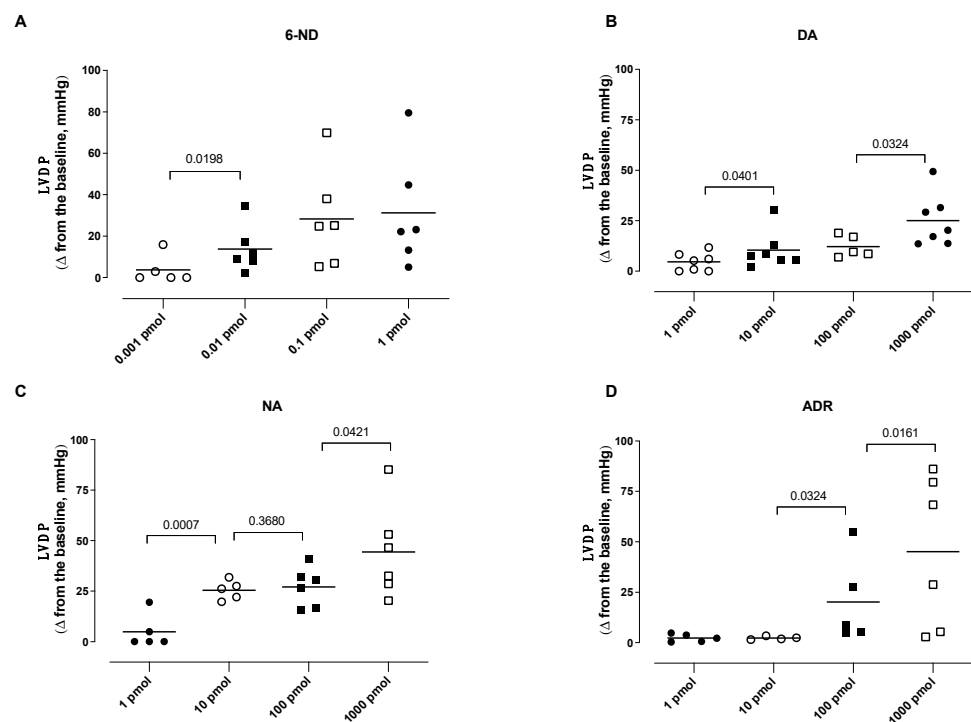 A
6-ND
LVDP
(Δ from the baseline, mmHg)
100
80
60
40
20
0
0.0198
0.001 pmol
0.01 pmol
0.1 pmol
1 pmol
B
DA
LVDP
(Δ from the baseline, mmHg)
100
75
50
25
0
0.0401
0.0324
1 pmol
10 pmol
100 pmol
1000 pmol
C
NA
LVDP
(Δ from the baseline, mmHg)
100
75
50
25
0
0.0007
0.3680
0.0421
1 pmol
10 pmol
100 pmol
1000 pmol
D
ADR
LVDP
(Δ from the baseline, mmHg)
100
75
50
25
0
0.0324
0.0161
1 pmol
10 pmol
100 pmol
1000 pmol